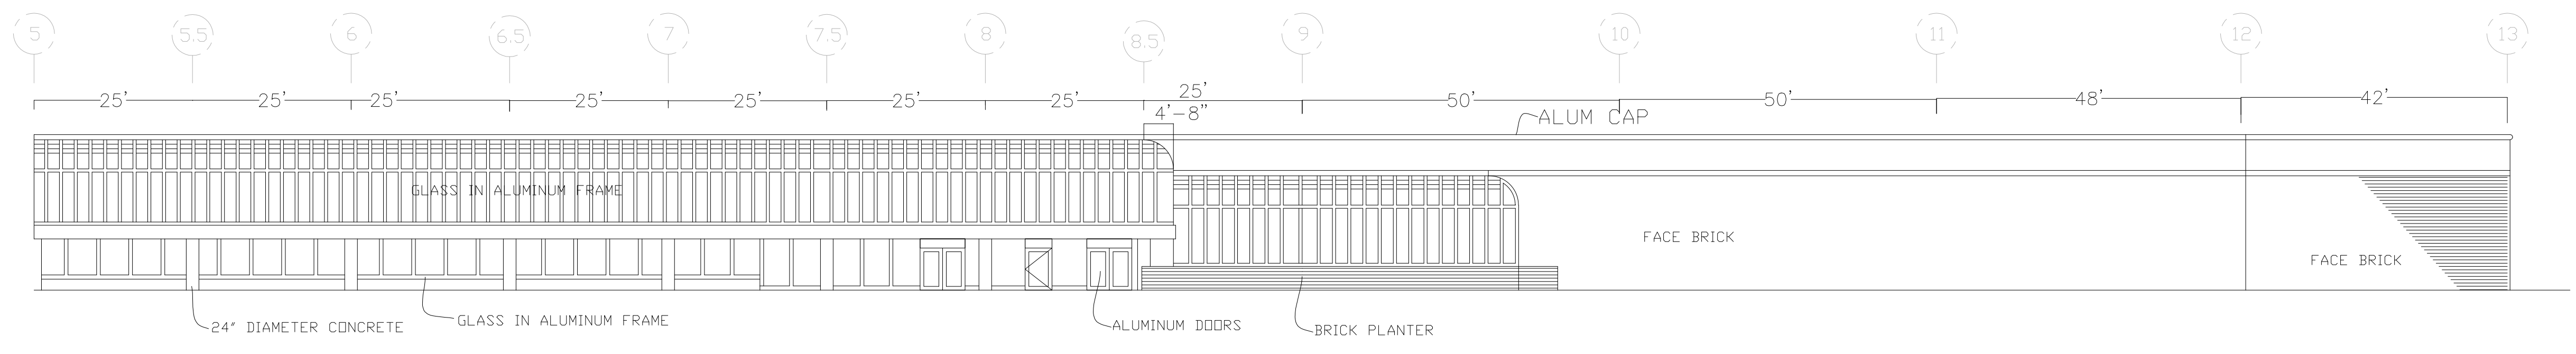 5 5.5 6 6.5 7 7.5 8 8.5 9 10 11 12 13
25' 25' 25' 25' 25' 25' 25' 25' 50' 50' 48' 42'
4'-8"
ALUM CAP
GLASS IN ALUMINUM FRAME
FACE BRICK
FACE BRICK
24" DIAMETER CONCRETE
GLASS IN ALUMINUM FRAME
ALUMINUM DOORS
BRICK PLANTER